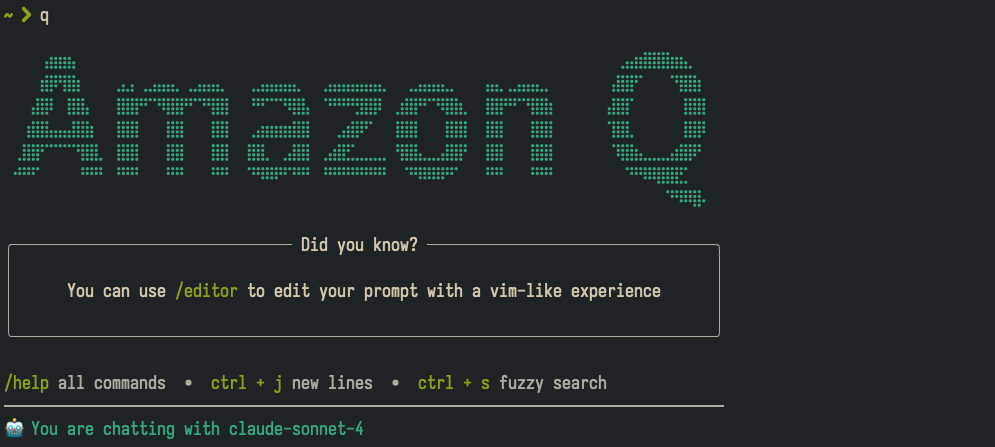 ~ > q
Amazon Q
Did you know?
You can use /editor to edit your prompt with a vim-like experience
/help all commands • ctrl + j new lines • ctrl + s fuzzy search
🤖 You are chatting with claude-sonnet-4